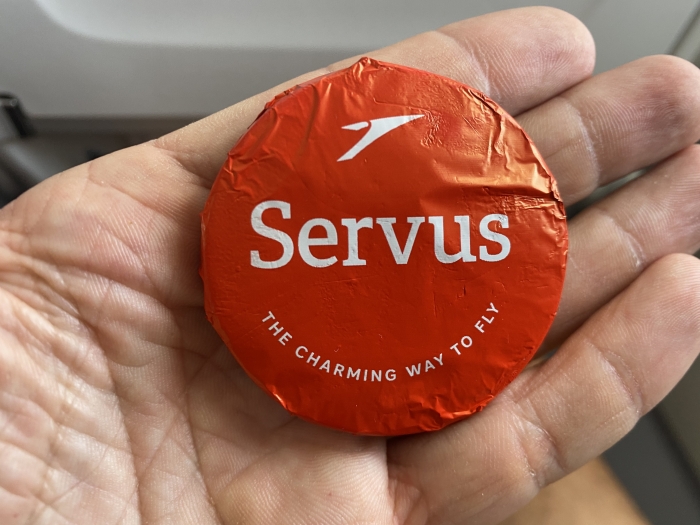 Servus
THE CHARMING WAY TO FLY